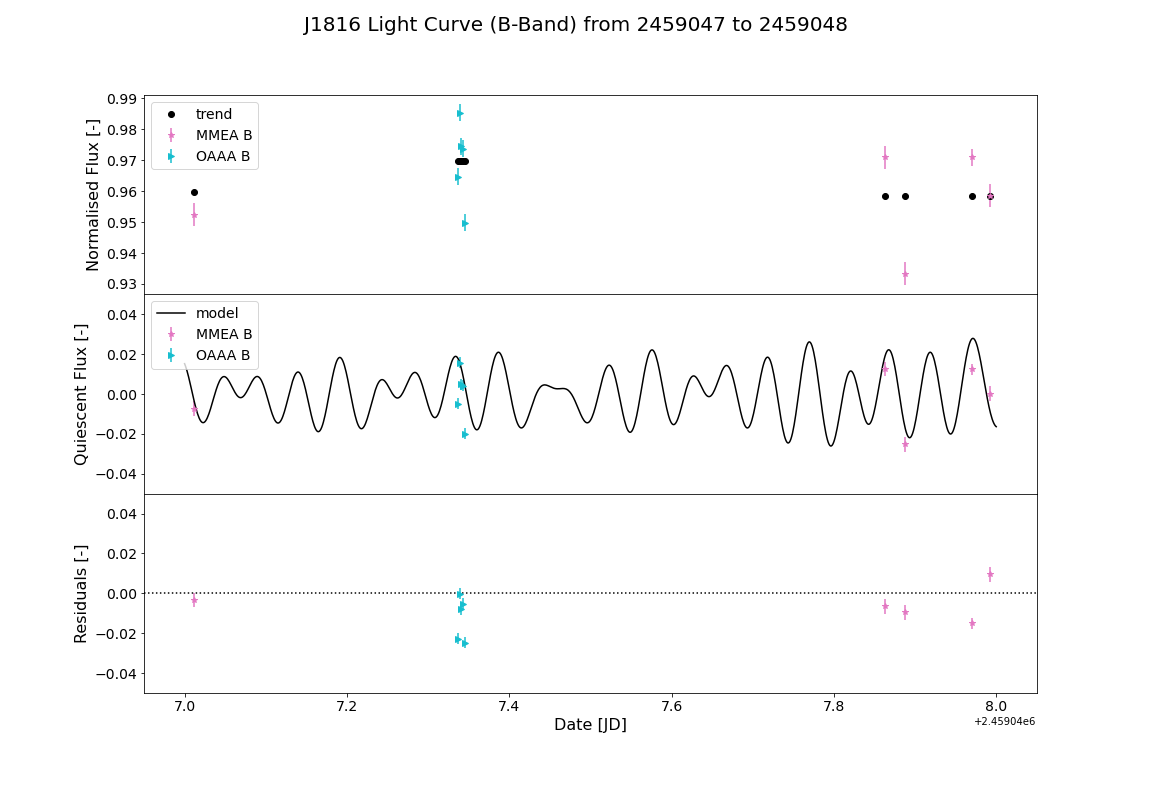 J1816 Light Curve (B-Band) from 2459047 to 2459048
Normalised Flux [-]
0.99
0.98
0.97
0.96
0.95
0.94
0.93
trend
MMEA B
OAAA B
Quiescent Flux [-]
0.04
0.02
0.00
−0.02
−0.04
model
MMEA B
OAAA B
Residuals [-]
0.04
0.02
0.00
−0.02
−0.04
7.0 7.2 7.4 7.6 7.8 8.0
+2.45904e6
Date [JD]